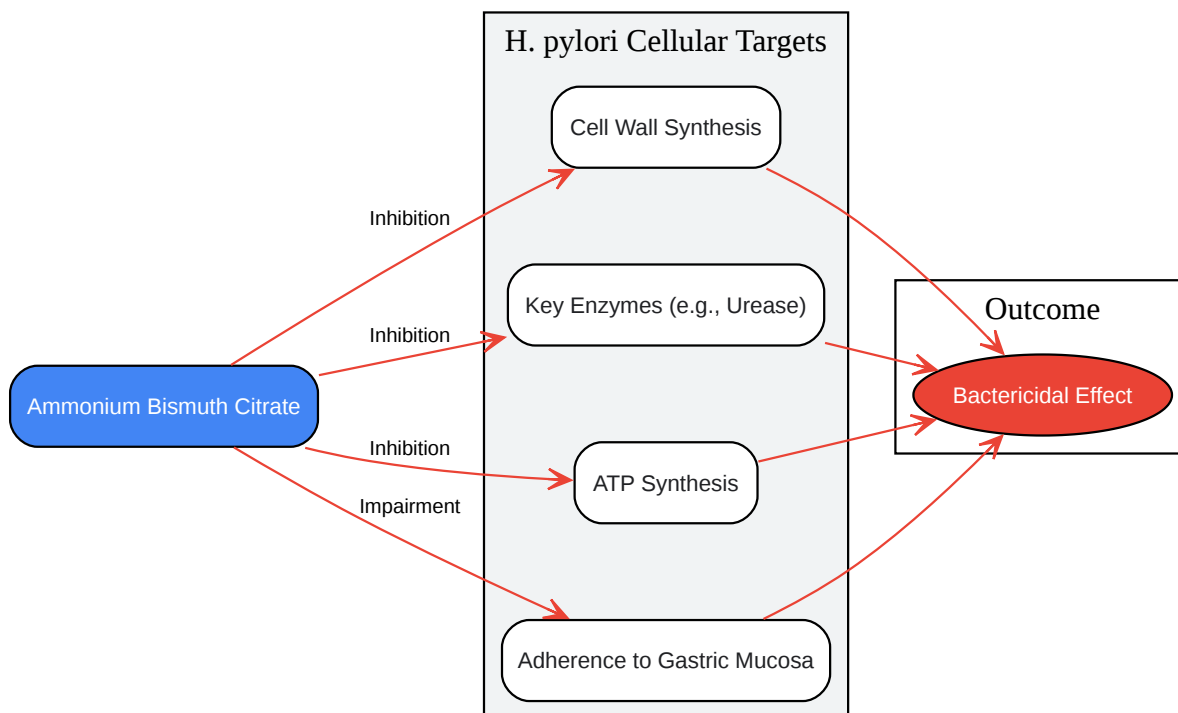 H. pylori Cellular Targets
Cell Wall Synthesis
Inhibition
Key Enzymes (e.g., Urease)
Outcome
Inhibition
Bactericidal Effect
Ammonium Bismuth Citrate
Inhibition
ATP Synthesis
Impairment
Adherence to Gastric Mucosa